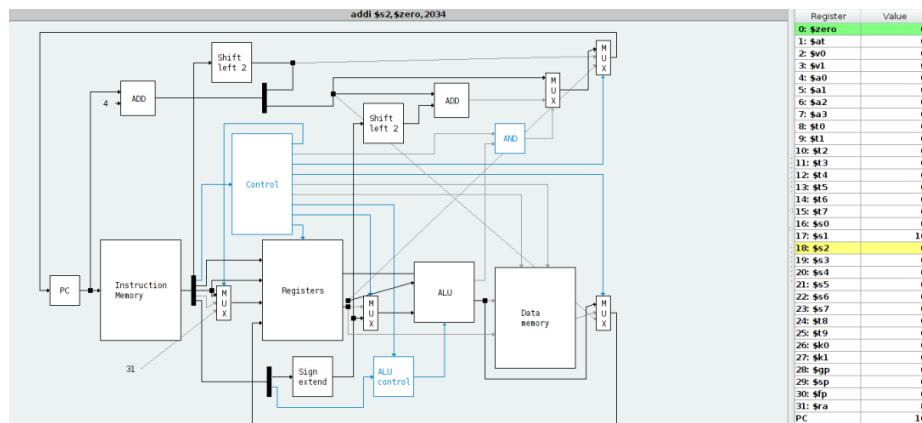 addi $s2,$zero,2034
Register Value
0: $zero
1: $at
2: $v0
3: $v1
4: $a0
5: $a1
6: $a2
7: $a3
8: $t0
9: $t1
10: $t2
11: $t3
12: $t4
13: $t5
14: $t6
15: $t7
16: $s0
17: $s1
18: $s2
19: $s3
20: $s4
21: $s5
22: $s6
23: $s7
24: $t8
25: $t9
26: $k0
27: $k1
28: $gp
29: $sp
30: $fp
31: $ra
PC
MUX
Shift
left 2
4
ADD
MUX
ADD
Shift
left 2
AND
Control
PC
Instruction
Memory
MUX
Registers
MUX
ALU
Data
memory
MUX
31
Sign
extend
ALU
control